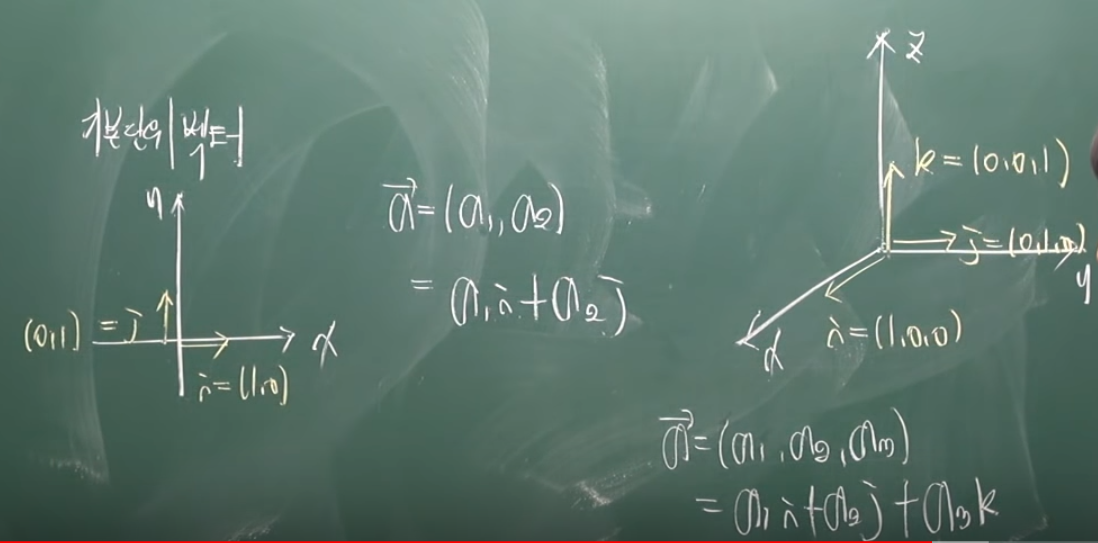 기본단위벡터
y
(0,1) = j
x
i = (1,0)
a⃗ = (a₁, a₂)
= a₁i + a₂j
z
k = (0,0,1)
j = (0,1,0)
y
i = (1,0,0)
x
a⃗ = (a₁, a₂, a₃)
= a₁i + a₂j + a₃k